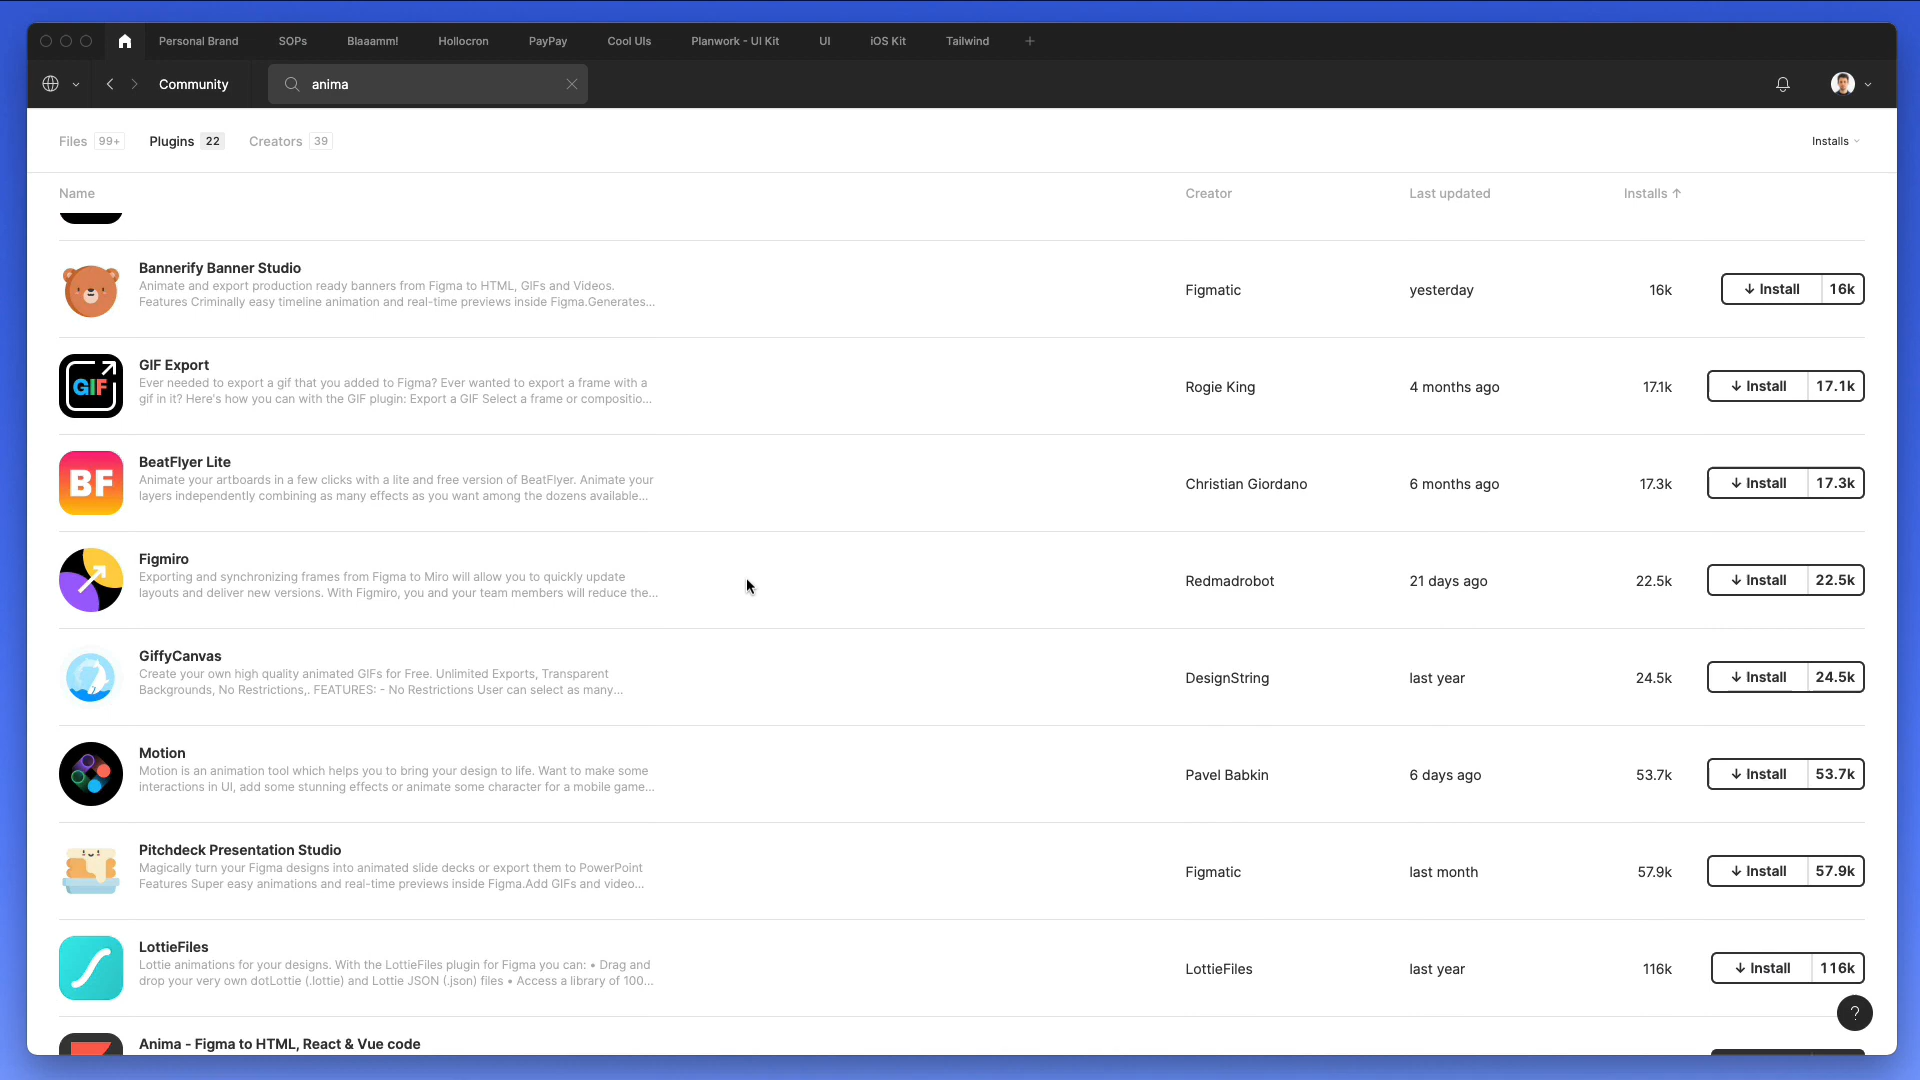 Personal Brand SOPs Blaaamm! Hollocron PayPay Cool UIs Planwork - UI Kit UI iOS Kit Tailwind
Community anima
Files 99+ Plugins 22 Creators 39 Installs
Name Creator Last updated Installs ↑
Bannerify Banner Studio
Animate and export production ready banners from Figma to HTML, GIFs and Videos.
Features Criminally easy timeline animation and real-time previews inside Figma.Generates...
Figmatic yesterday 16k ↓ Install 16k
GIF Export
Ever needed to export a gif that you added to Figma? Ever wanted to export a frame with a
gif in it? Here's how you can with the GIF plugin: Export a GIF Select a frame or compositio...
GIF
Rogie King 4 months ago 17.1k ↓ Install 17.1k
BeatFlyer Lite
Animate your artboards in a few clicks with a lite and free version of BeatFlyer. Animate your
layers independently combining as many effects as you want among the dozens available...
BF
Christian Giordano 6 months ago 17.3k ↓ Install 17.3k
Figmiro
Exporting and synchronizing frames from Figma to Miro will allow you to quickly update
layouts and deliver new versions. With Figmiro, you and your team members will reduce the...
Redmadrobot 21 days ago 22.5k ↓ Install 22.5k
GiffyCanvas
Create your own high quality animated GIFs for Free. Unlimited Exports, Transparent
Backgrounds, No Restrictions,. FEATURES: - No Restrictions User can select as many...
DesignString last year 24.5k ↓ Install 24.5k
Motion
Motion is an animation tool which helps you to bring your design to life. Want to make some
interactions in UI, add some stunning effects or animate some character for a mobile game...
Pavel Babkin 6 days ago 53.7k ↓ Install 53.7k
Pitchdeck Presentation Studio
Magically turn your Figma designs into animated slide decks or export them to PowerPoint
Features Super easy animations and real-time previews inside Figma.Add GIFs and video...
Figmatic last month 57.9k ↓ Install 57.9k
LottieFiles
Lottie animations for your designs. With the LottieFiles plugin for Figma you can: • Drag and
drop your very own dotLottie (.lottie) and Lottie JSON (.json) files • Access a library of 100...
LottieFiles last year 116k ↓ Install 116k
?
Anima - Figma to HTML, React & Vue code